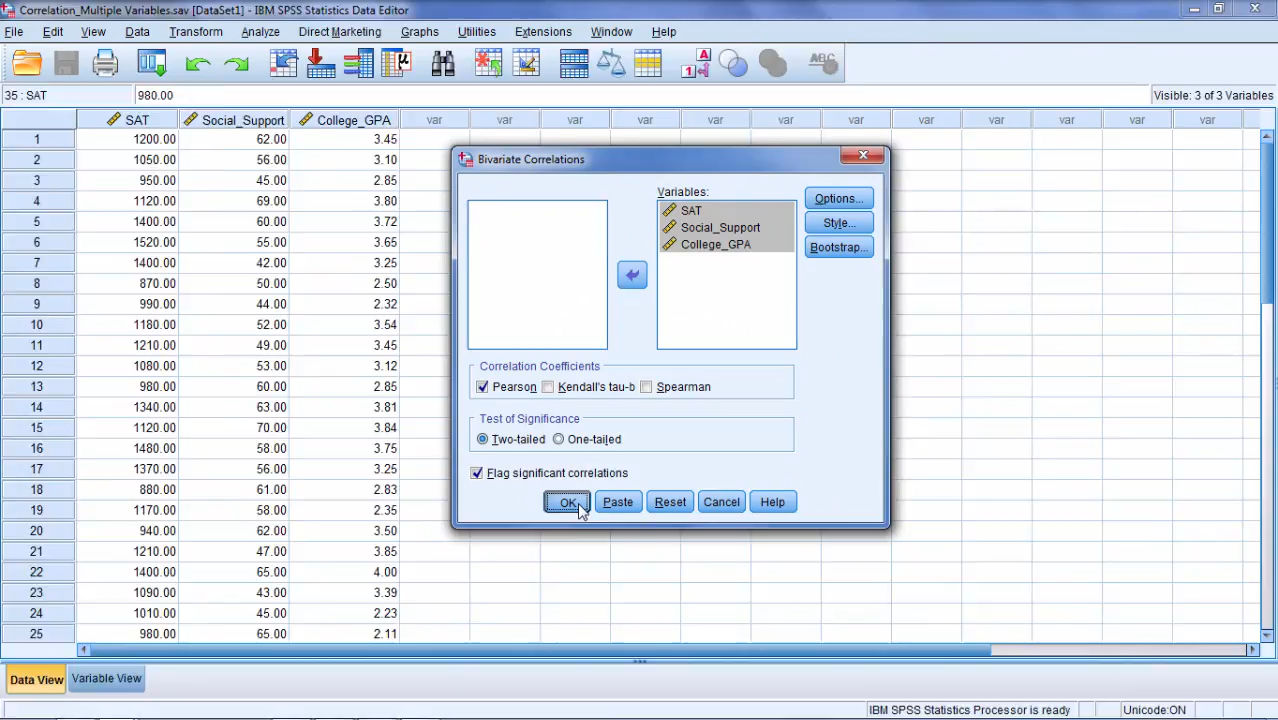 Correlation_Multiple Variables.sav [DataSet1] - IBM SPSS Statistics Data Editor
File Edit View Data Transform Analyze Direct Marketing Graphs Utilities Extensions Window Help
μ A 1 ABC
35 : SAT 980.00 Visible: 3 of 3 Variables
SAT Social_Support College_GPA var var var var var var var var var var var var
1 1200.00 62.00 3.45
2 1050.00 56.00 3.10
3 950.00 45.00 2.85
4 1120.00 69.00 3.80
5 1400.00 60.00 3.72
6 1520.00 55.00 3.65
7 1400.00 42.00 3.25
8 870.00 50.00 2.50
9 990.00 44.00 2.32
10 1180.00 52.00 3.54
11 1210.00 49.00 3.45
12 1080.00 53.00 3.12
13 980.00 60.00 2.85
14 1340.00 63.00 3.81
15 1120.00 70.00 3.84
16 1480.00 58.00 3.75
17 1370.00 56.00 3.25
18 880.00 61.00 2.83
19 1170.00 58.00 2.35
20 940.00 62.00 3.50
21 1210.00 47.00 3.85
22 1400.00 65.00 4.00
23 1090.00 43.00 3.39
24 1010.00 45.00 2.23
25 980.00 65.00 2.11
Bivariate Correlations
Variables:
SAT
Social_Support
College_GPA
Options...
Style...
Bootstrap...
Correlation Coefficients
Pearson Kendall's tau-b Spearman
Test of Significance
Two-tailed One-tailed
Flag significant correlations
OK Paste Reset Cancel Help
Data View Variable View
IBM SPSS Statistics Processor is ready Unicode:ON